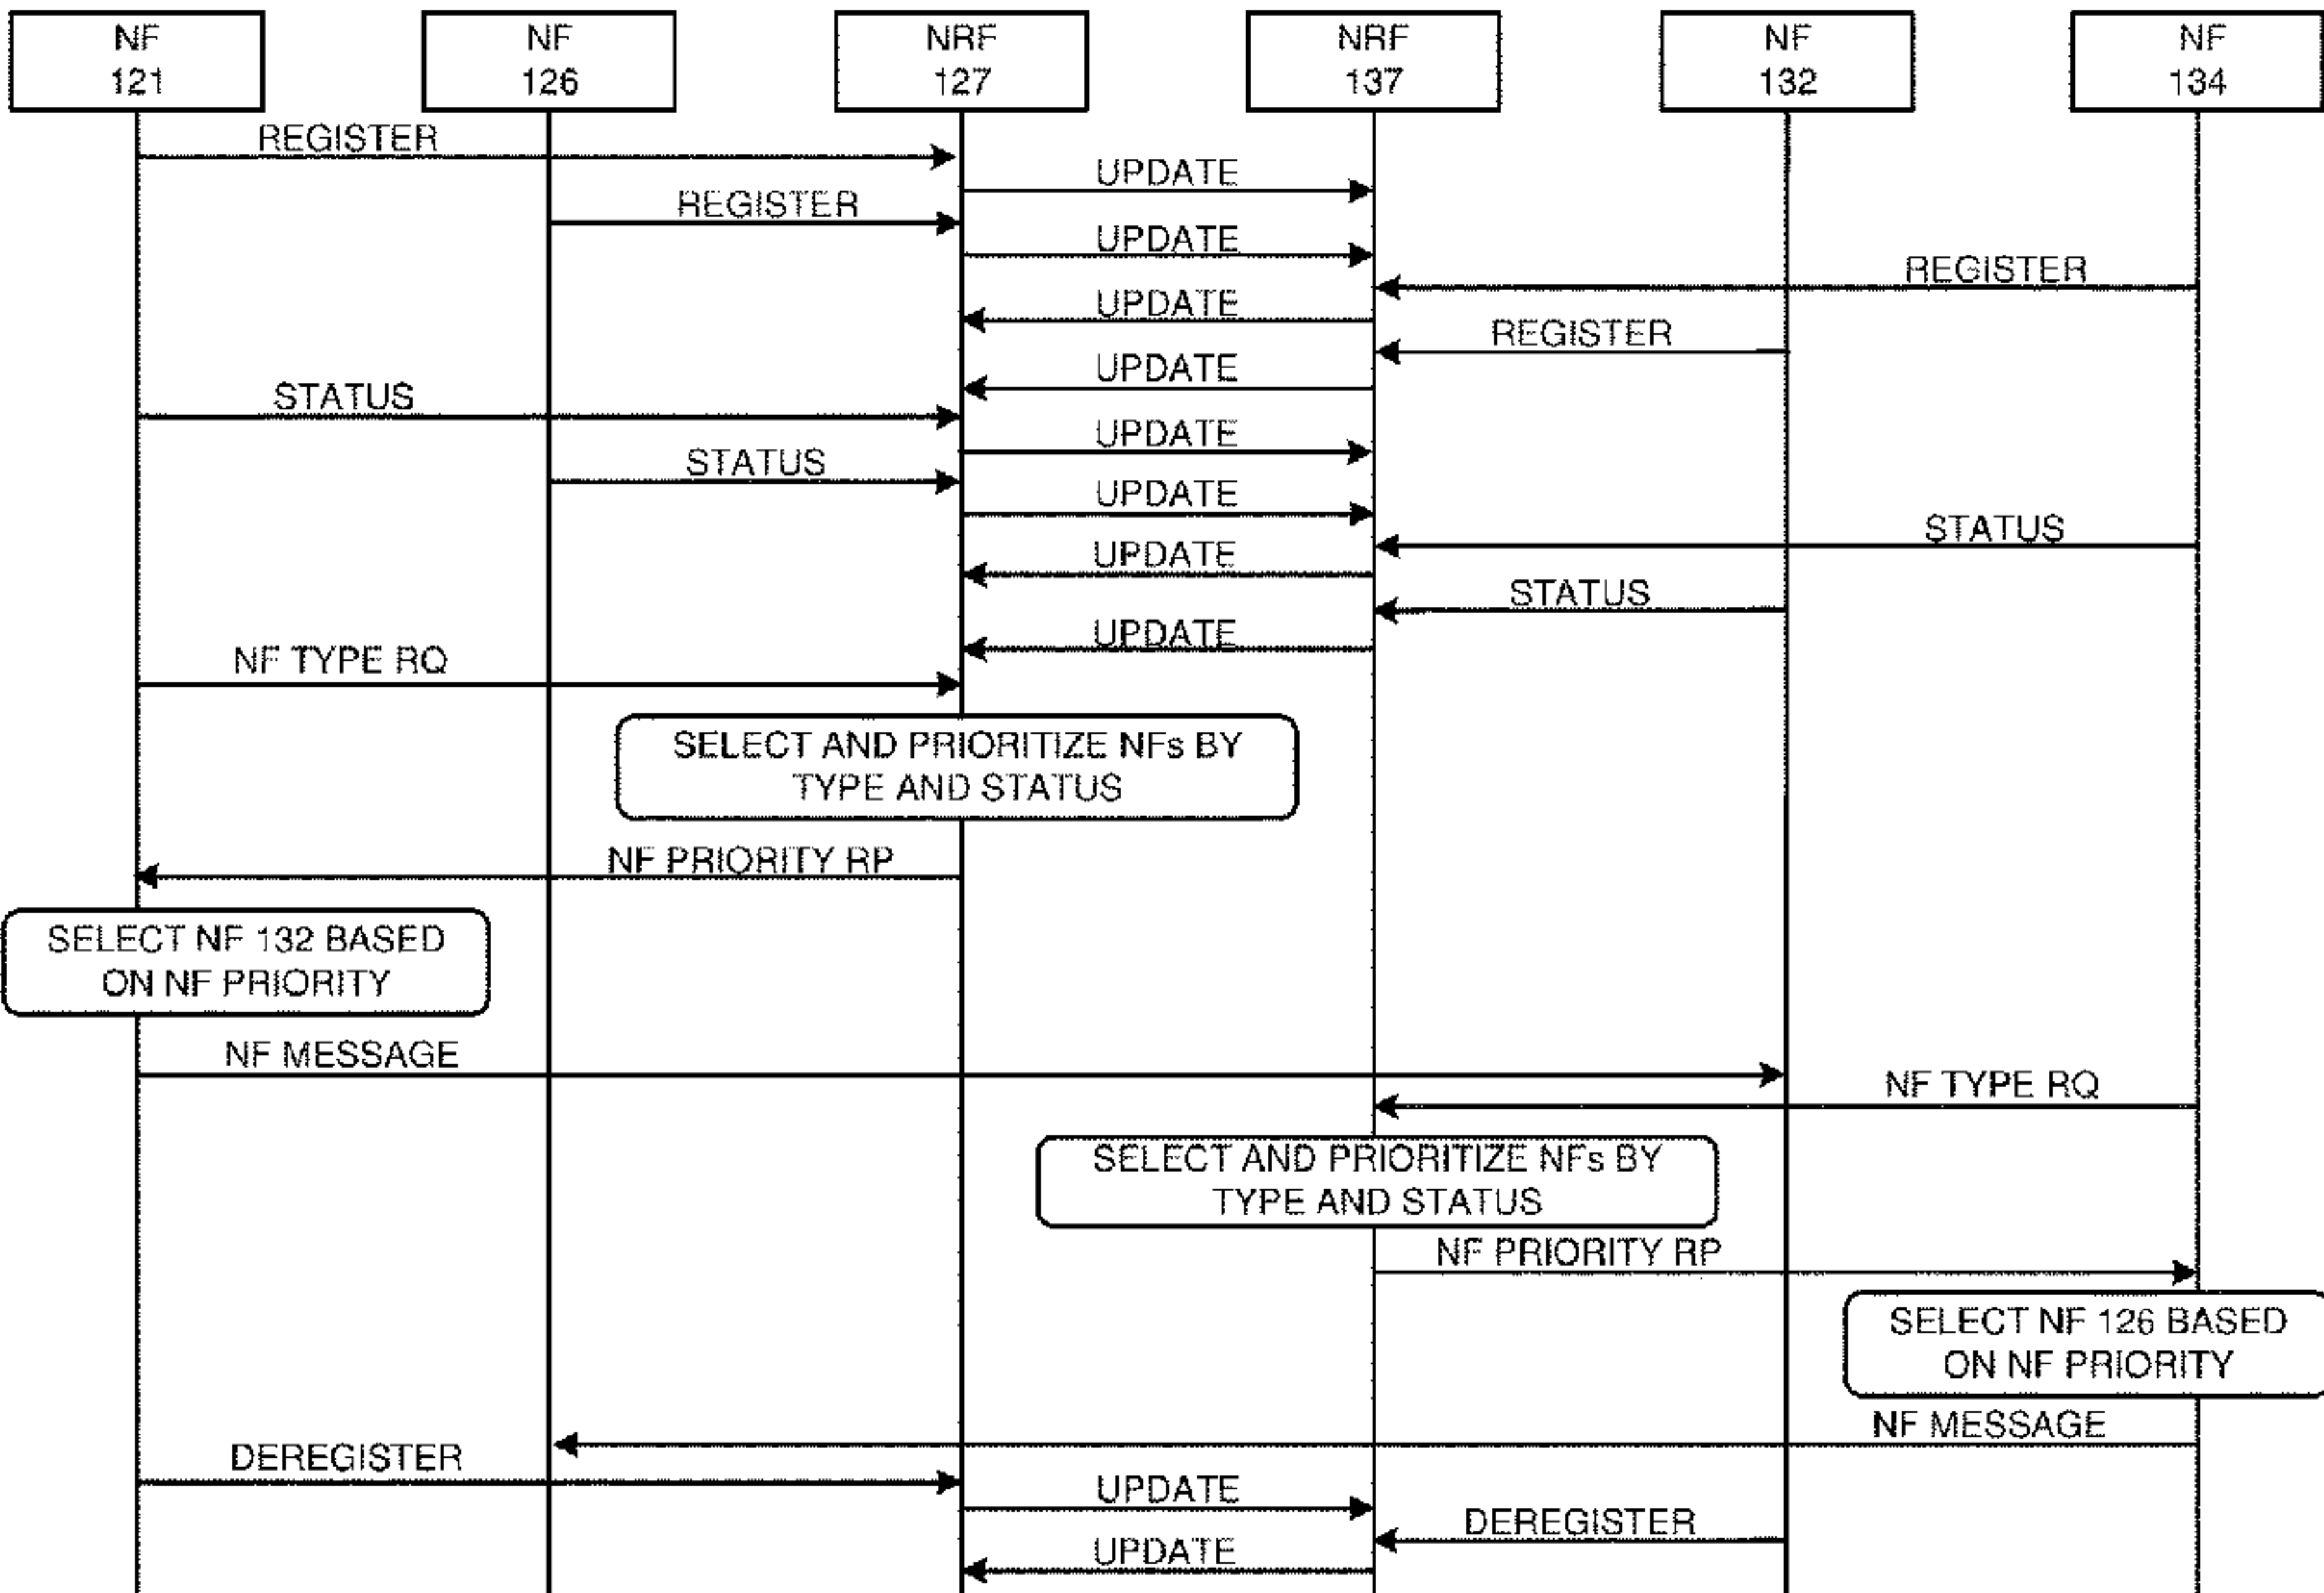 NF
121
NF
126
NRF
127
NRF
137
NF
132
NF
134
REGISTER
UPDATE
REGISTER
UPDATE
REGISTER
UPDATE
REGISTER
UPDATE
STATUS
UPDATE
STATUS
UPDATE
STATUS
UPDATE
STATUS
UPDATE
NF TYPE RQ
SELECT AND PRIORITIZE NFs BY
TYPE AND STATUS
NF PRIORITY RP
SELECT NF 132 BASED
ON NF PRIORITY
NF MESSAGE
NF TYPE RQ
SELECT AND PRIORITIZE NFs BY
TYPE AND STATUS
NF PRIORITY RP
SELECT NF 126 BASED
ON NF PRIORITY
NF MESSAGE
DEREGISTER
UPDATE
DEREGISTER
UPDATE